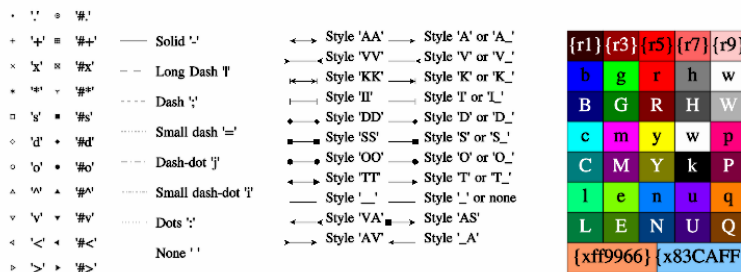 '.' '#.'
'+' '#+'
'x' '#x'
'*' '#*'
's' '#s'
'd' '#d'
'o' '#o'
'^' '#^'
'v' '#v'
'<' '#<'
'>' '#>'
Solid '-'
Long Dash '|'
Dash ';'
Small dash '='
Dash-dot 'j'
Small dash-dot 'i'
Dots ':'
None ' '
Style 'AA' Style 'A' or 'A_'
Style 'VV' Style 'V' or 'V_'
Style 'KK' Style 'K' or 'K_'
Style 'II' Style 'I' or 'I_'
Style 'DD' Style 'D' or 'D_'
Style 'SS' Style 'S' or 'S_'
Style 'OO' Style 'O' or 'O_'
Style 'TT' Style 'T' or 'T_'
Style '__' Style '_' or none
Style 'VA' Style 'AS'
Style 'AV' Style '_A'
{r1} {r3} {r5} {r7} {r9}
b g r h w
B G R H W
c m y w p
C M Y k P
l e n u q
L E N U Q
{xff9966} {x83CAFF